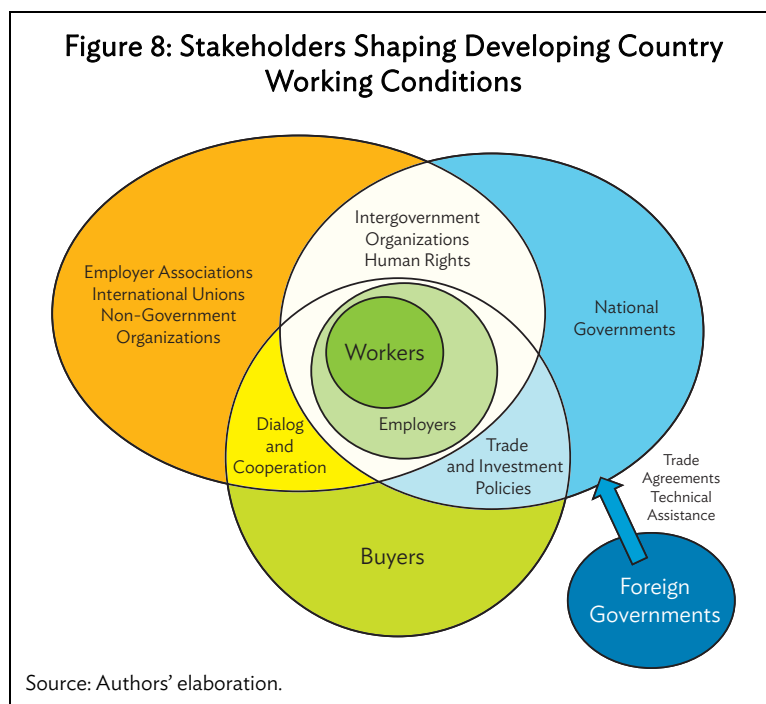 Figure 8: Stakeholders Shaping Developing Country
Working Conditions
Intergovernment
Organizations
Human Rights
Employer Associations
International Unions
Non-Government
Organizations
National
Governments
Workers
Employers
Dialog
and
Cooperation
Trade
and Investment
Policies
Trade
Agreements
Technical
Assistance
Buyers
Foreign
Governments
Source: Authors’ elaboration.